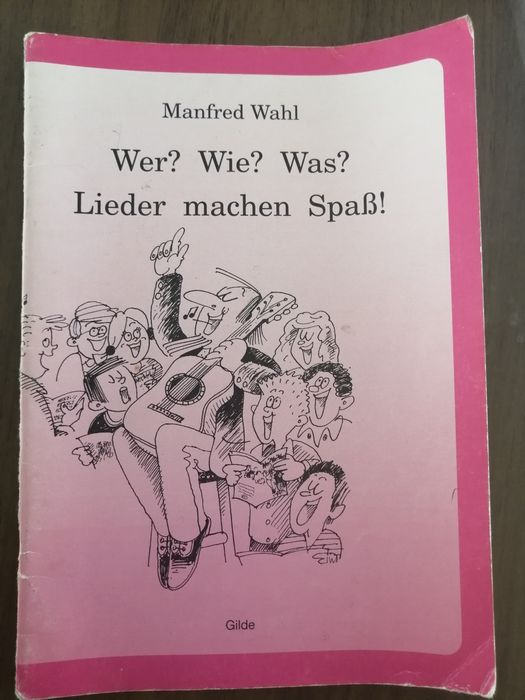 Manfred Wahl
Wer? Wie? Was?
Lieder machen Spaß!
Gilde